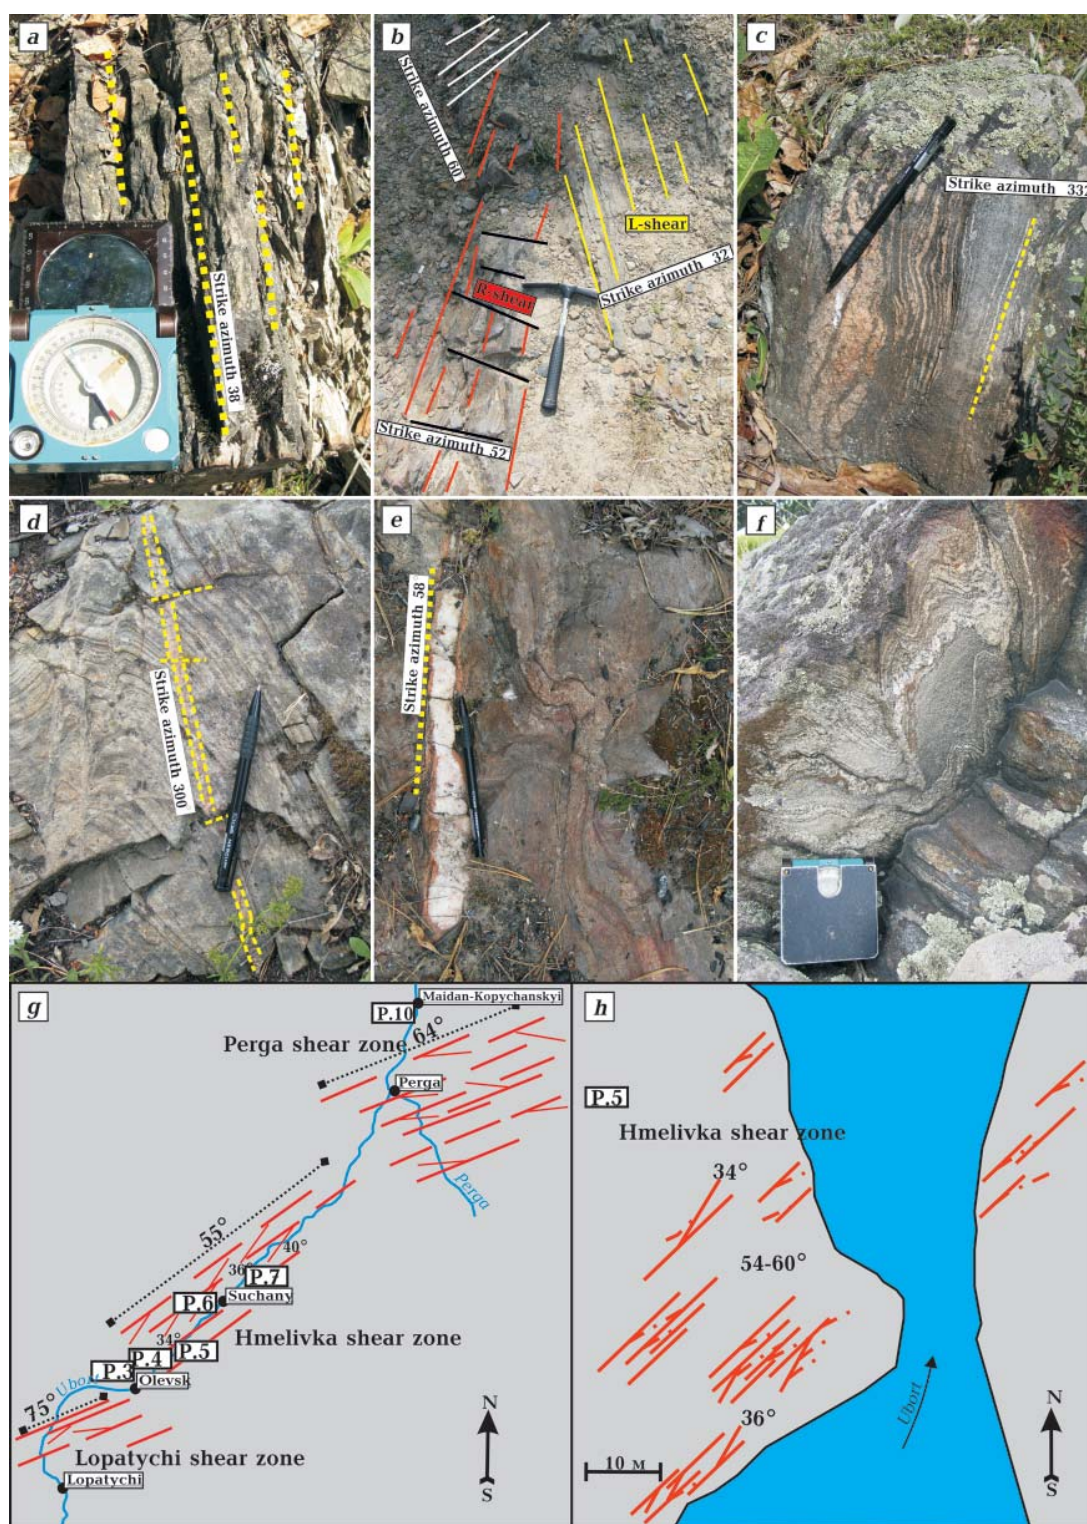 a
Strike azimuth 38
b
Strike azimuth 60
L-shear
R-shear
Strike azimuth 32
Strike azimuth 52
c
Strike azimuth 332
d
Strike azimuth 300
e
Strike azimuth 58
f
g
Maidan-Kopychanskyi
P.10
64°
Perga shear zone
Perga
Perga
55°
40°
36°
P.7
Suchany
P.6
Hmelivka shear zone
34°
P.5
P.4
P.3
Ubort
Olevsk
75°
Lopatychi shear zone
Lopatychi
N
S
h
P.5
Hmelivka shear zone
34°
54-60°
36°
Ubort
10 м
N
S